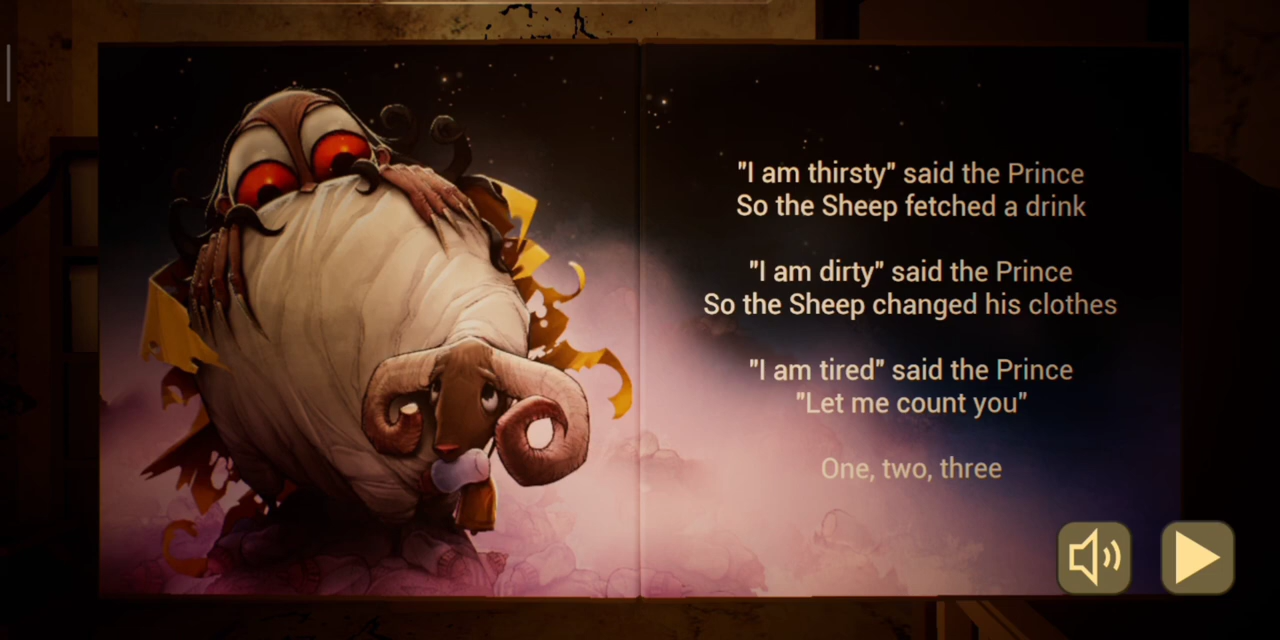 "I am thirsty" said the Prince
So the Sheep fetched a drink
"I am dirty" said the Prince
So the Sheep changed his clothes
"I am tired" said the Prince
"Let me count you"
One, two, three